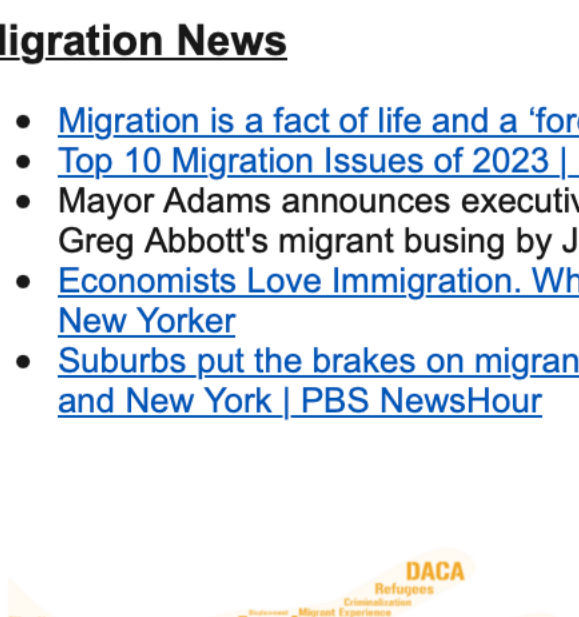 Migration News
Migration is a fact of life and a ‘for
Top 10 Migration Issues of 2023 |
Mayor Adams announces executiv
Greg Abbott's migrant busing by J
Economists Love Immigration. Wh
New Yorker
Suburbs put the brakes on migran
and New York | PBS NewsHour
DACA
Refugees
Criminalization
Migrant Experience